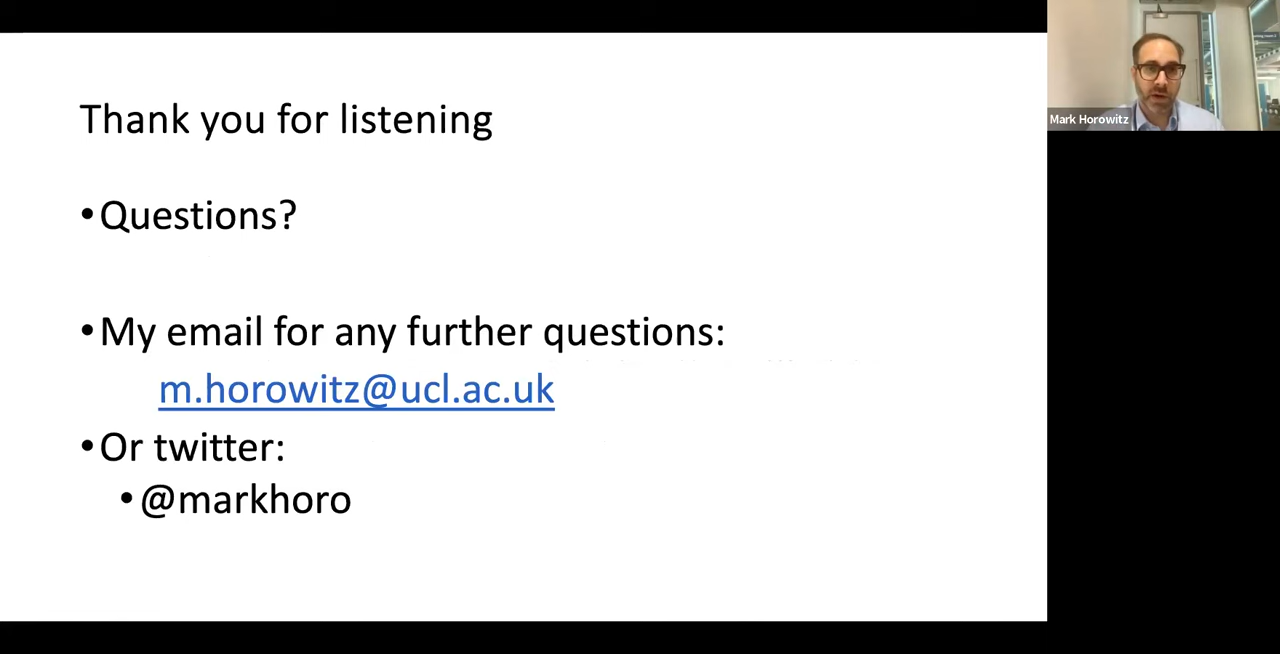 Thank you for listening
•Questions?
•My email for any further questions:
m.horowitz@ucl.ac.uk
•Or twitter:
•@markhoro
Mark Horowitz